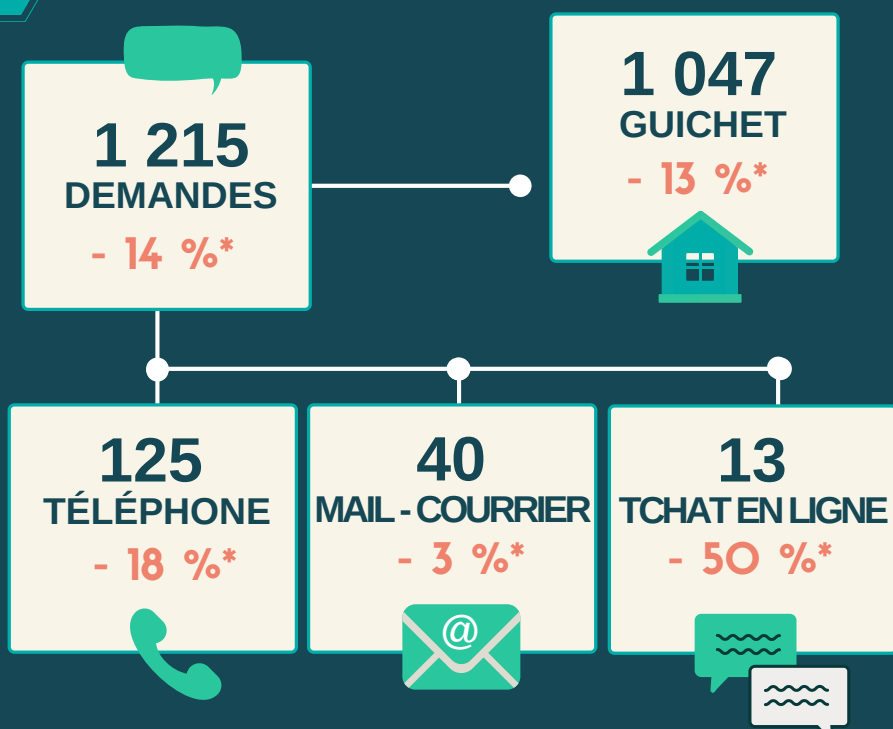 1 215
DEMANDES
- 14 %*
1 047
GUICHET
- 13 %*
125
TÉLÉPHONE
- 18 %*
40
MAIL - COURRIER
- 3 %*
@
13
TCHAT EN LIGNE
- 50 %*